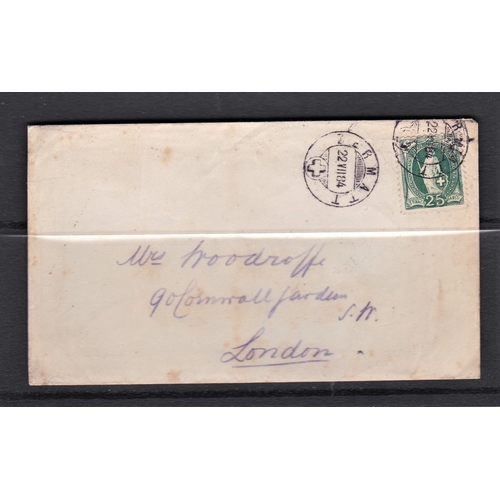 ZERMATT
22.VII.94
25
Mrs Woodroffe
90 Cornwall Gardens
S.W.
London.